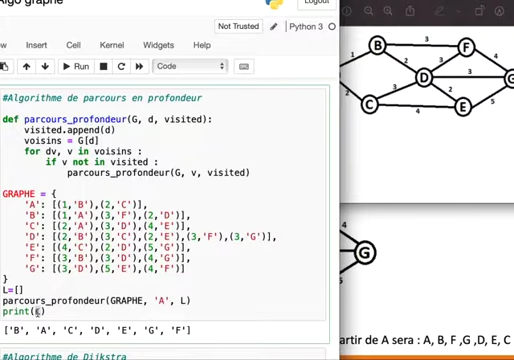 Algo graphe
Logout
Not Trusted
Python 3
Insert Cell Kernel Widgets Help
Run Code
#Algorithme de parcours en profondeur
def parcours_profondeur(G, d, visited):
visited.append(d)
voisins = G[d]
for dv, v in voisins :
if v not in visited :
parcours_profondeur(G, v, visited)
GRAPHE = {
'A': [(1,'B'),(2,'C')],
'B': [(1,'A'),(3,'F'),(2,'D')],
'C': [(2,'A'),(3,'D'),(4,'E')],
'D': [(2,'B'),(3,'C'),(2,'E'),(3,'F'),(3,'G')],
'E': [(4,'C'),(2,'D'),(5,'G')],
'F': [(3,'B'),(3,'D'),(4,'G')],
'G': [(3,'D'),(5,'E'),(4,'F')]
}
L=[]
parcours_profondeur(GRAPHE, 'A', L)
print(L)
['B', 'A', 'C', 'D', 'E', 'G', 'F']
#Algorithme de Dijkstra
B 3 F
1 2 3 4
D 3 G
2 3 2 5
C 4 E
4
G
5
artir de A sera : A, B, F ,G ,D, E, C